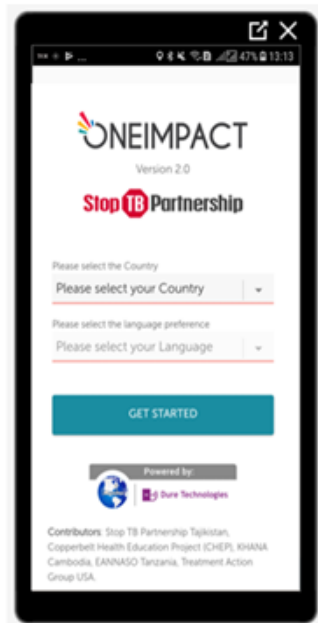 47% 13:13
ONEIMPACT
Version 2.0
Stop TB Partnership
Please select the Country
Please select your Country
Please select the language preference
Please select your Language
GET STARTED
Powered by:
Dure Technologies
Contributors: Stop TB Partnership Tajikistan,
Copperbelt Health Education Project (CHEP), KHANA
Cambodia, EANNASO Tanzania, Treatment Action
Group USA.